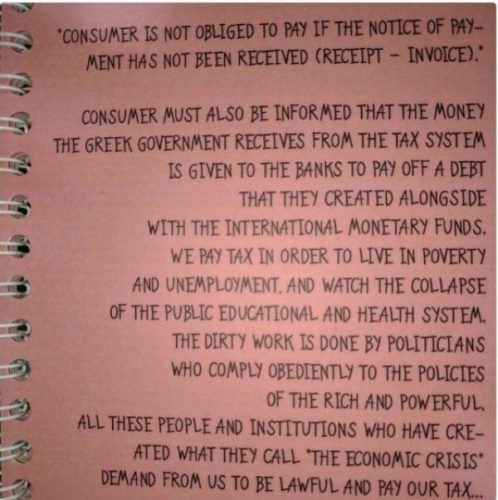 "CONSUMER IS NOT OBLIGED TO PAY IF THE NOTICE OF PAY-
MENT HAS NOT BEEN RECEIVED (RECEIPT - INVOICE)."
CONSUMER MUST ALSO BE INFORMED THAT THE MONEY
THE GREEK GOVERNMENT RECEIVES FROM THE TAX SYSTEM
IS GIVEN TO THE BANKS TO PAY OFF A DEBT
THAT THEY CREATED ALONGSIDE
WITH THE INTERNATIONAL MONETARY FUNDS.
WE PAY TAX IN ORDER TO LIVE IN POVERTY
AND UNEMPLOYMENT, AND WATCH THE COLLAPSE
OF THE PUBLIC EDUCATIONAL AND HEALTH SYSTEM.
THE DIRTY WORK IS DONE BY POLITICIANS
WHO COMPLY OBEDIENTLY TO THE POLICIES
OF THE RICH AND POWERFUL.
ALL THESE PEOPLE AND INSTITUTIONS WHO HAVE CRE-
ATED WHAT THEY CALL "THE ECONOMIC CRISIS"
DEMAND FROM US TO BE LAWFUL AND PAY OUR TAX...